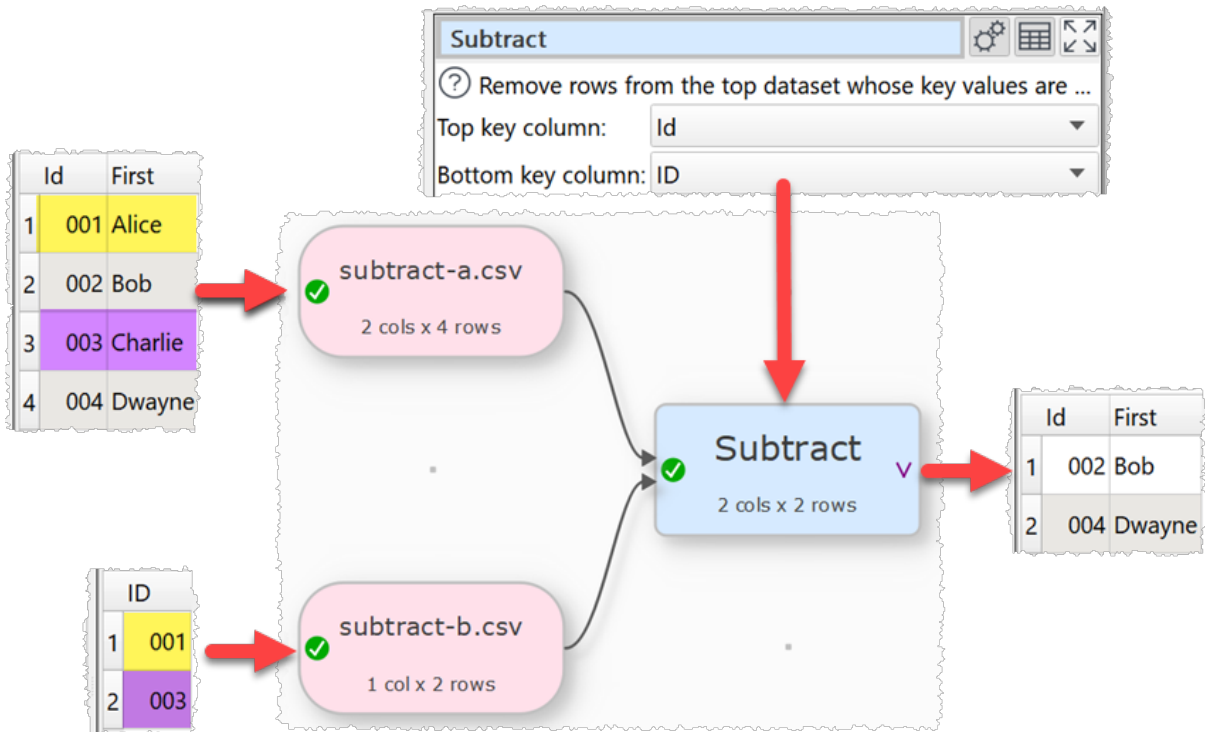 Subtract
Remove rows from the top dataset whose key values are ...
Top key column: Id
Bottom key column: ID
Id First
1 001 Alice
2 002 Bob
3 003 Charlie
4 004 Dwayne
subtract-a.csv
2 cols x 4 rows
Subtract
V
2 cols x 2 rows
Id First
1 002 Bob
2 004 Dwayne
ID
1 001
2 003
subtract-b.csv
1 col x 2 rows